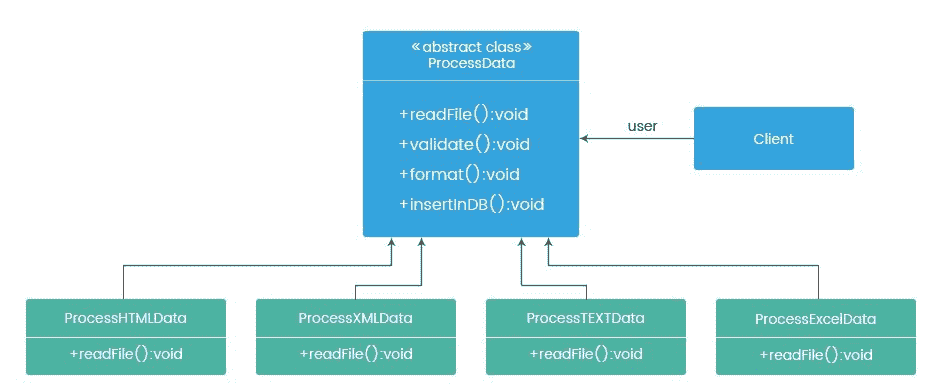 «abstract class»
ProcessData
+readFile():void
+validate():void
+format():void
+insertInDB():void
user
Client
ProcessHTMLData
+readFile():void
ProcessXMLData
+readFile():void
ProcessTEXTData
+readFile():void
ProcessExcelData
+readFile():void